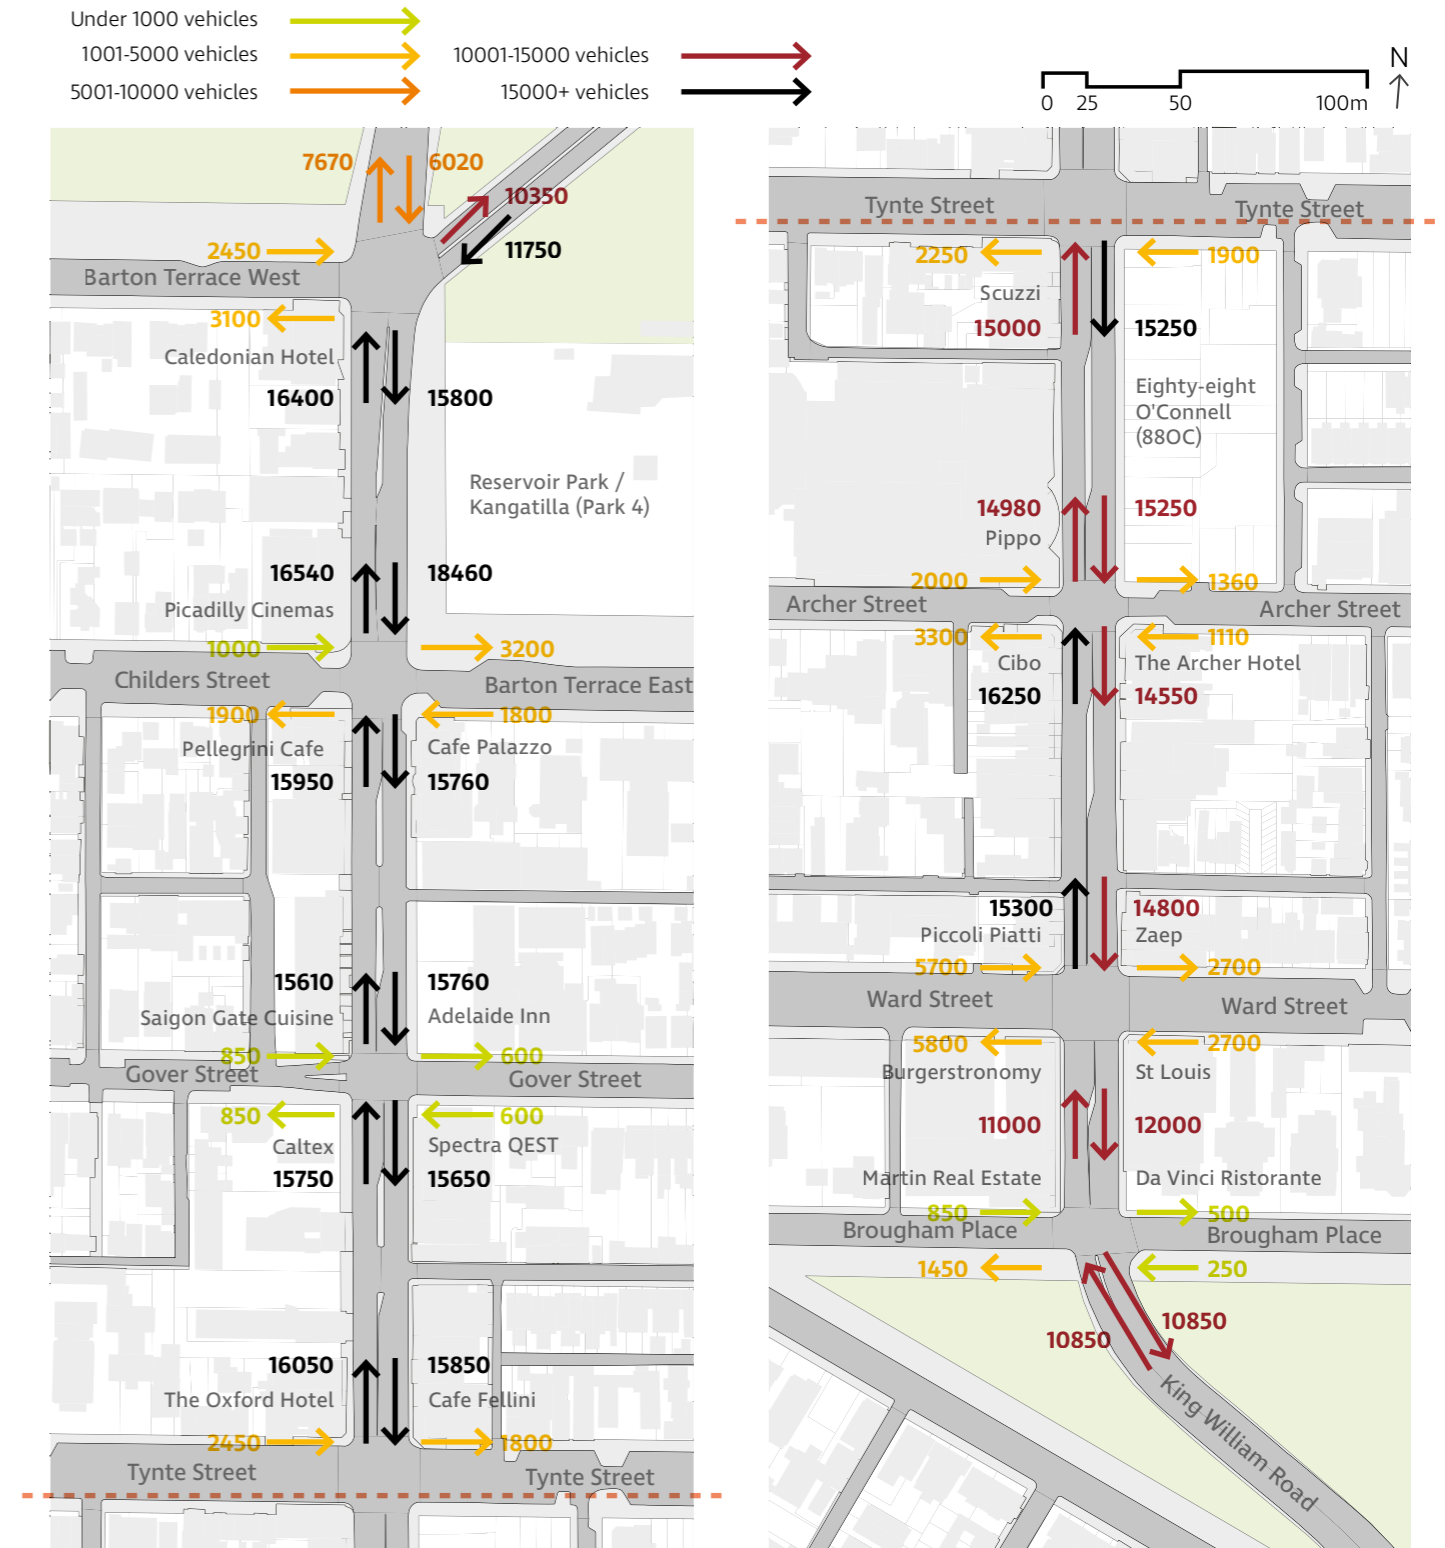 Under 1000 vehicles
1001-5000 vehicles
5001-10000 vehicles
10001-15000 vehicles
15000+ vehicles
0 25 50 100m
N
7670 6020
10350
2450 11750
Barton Terrace West
3100
Caledonian Hotel
16400 15800
Reservoir Park /
Kangatilla (Park 4)
16540 18460
Picadilly Cinemas
1000 3200
Childers Street Barton Terrace East
1900 1800
Pellegrini Cafe Cafe Palazzo
15950 15760
15610 15760
Saigon Gate Cuisine Adelaide Inn
850 600
Gover Street Gover Street
850 600
Caltex Spectra QEST
15750 15650
16050 15850
The Oxford Hotel Cafe Fellini
2450 1800
Tynte Street Tynte Street
Tynte Street Tynte Street
2250 1900
Scuzzi
15000 15250
Eighty-eight
O'Connell
(88OC)
14980 15250
Pippo
2000 1360
Archer Street Archer Street
3300 1110
Cibo The Archer Hotel
16250 14550
15300 14800
Piccoli Piatti Zaep
5700 2700
Ward Street Ward Street
5800 2700
Burgerstronomy St Louis
11000 12000
Martin Real Estate Da Vinci Ristorante
850 500
Brougham Place Brougham Place
1450 250
10850 10850
King William Road